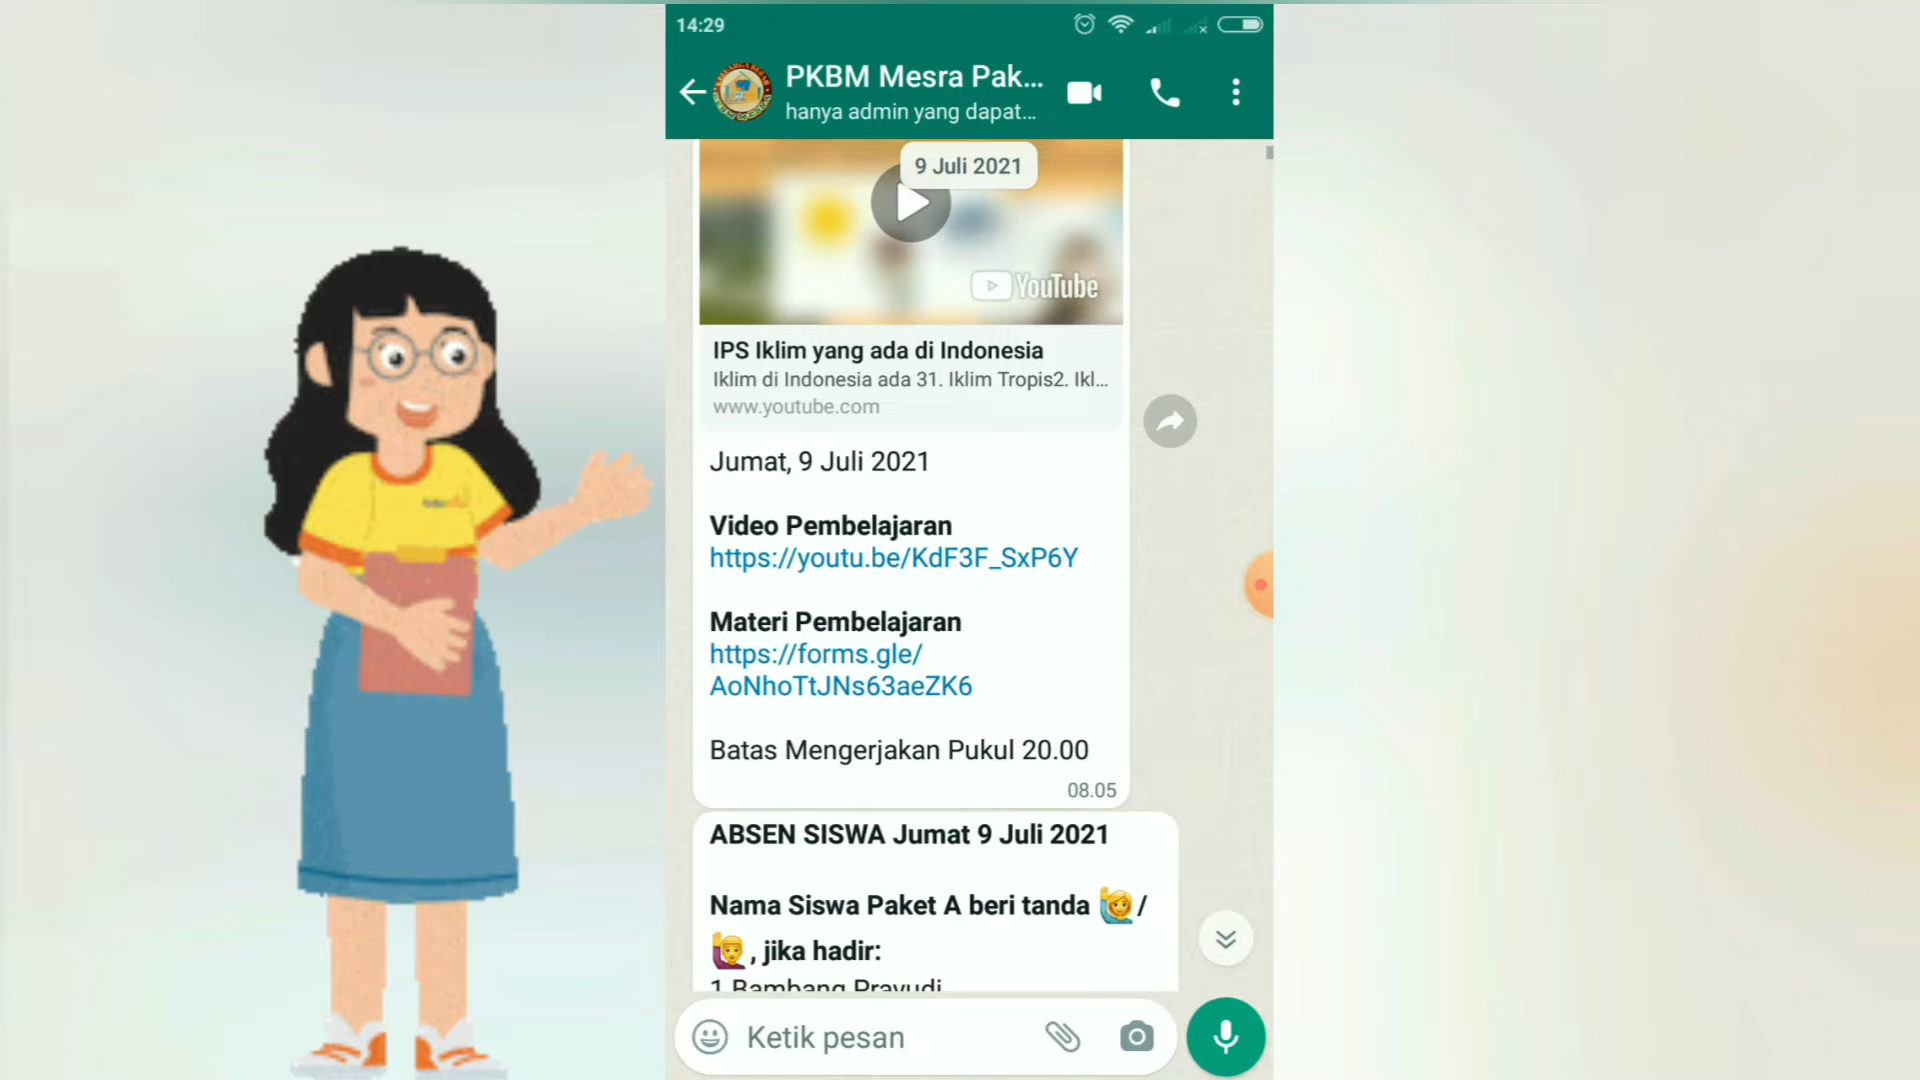 14:29
PKBM Mesra Pak...
hanya admin yang dapat...
9 Juli 2021
YouTube
IPS Iklim yang ada di Indonesia
Iklim di Indonesia ada 31. Iklim Tropis2. Ikl...
www.youtube.com
Jumat, 9 Juli 2021
Video Pembelajaran
https://youtu.be/KdF3F_SxP6Y
Materi Pembelajaran
https://forms.gle/
AoNhoTtJNs63aeZK6
Batas Mengerjakan Pukul 20.00
08.05
ABSEN SISWA Jumat 9 Juli 2021
Nama Siswa Paket A beri tanda 🙋‍♀️/
🙋‍♂️, jika hadir:
1 Bambang Prayudi
Ketik pesan